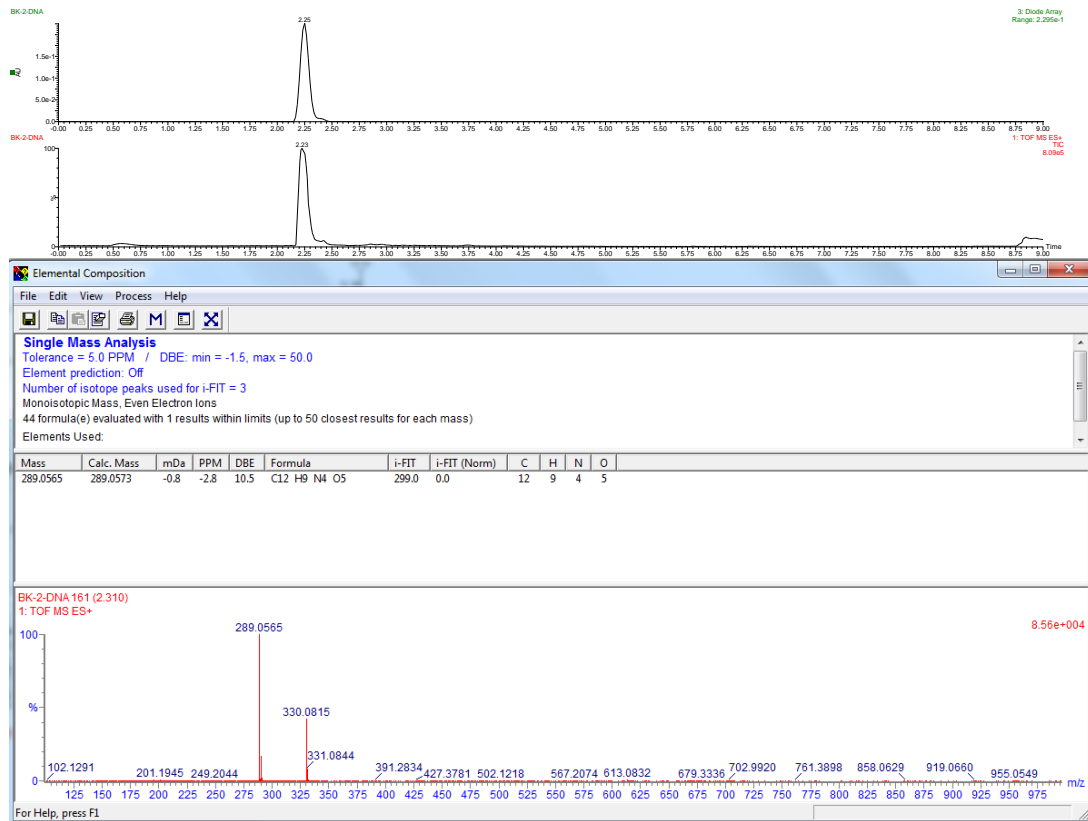 BK-2-DNA
3: Diode Array
Range: 2.295e-1
2.25
AU
1.5e-1
1.0e-1
5.0e-2
0.0
-0.00 0.25 0.50 0.75 1.00 1.25 1.50 1.75 2.00 2.25 2.50 2.75 3.00 3.25 3.50 3.75 4.00 4.25 4.50 4.75 5.00 5.25 5.50 5.75 6.00 6.25 6.50 6.75 7.00 7.25 7.50 7.75 8.00 8.25 8.50 8.75 9.00
BK-2-DNA
1: TOF MS ES+
TIC
8.09e5
2.23
100
%
0
Time
-0.00 0.25 0.50 0.75 1.00 1.25 1.50 1.75 2.00 2.25 2.50 2.75 3.00 3.25 3.50 3.75 4.00 4.25 4.50 4.75 5.00 5.25 5.50 5.75 6.00 6.25 6.50 6.75 7.00 7.25 7.50 7.75 8.00 8.25 8.50 8.75 9.00
Elemental Composition
File Edit View Process Help
M
Single Mass Analysis
Tolerance = 5.0 PPM / DBE: min = -1.5, max = 50.0
Element prediction: Off
Number of isotope peaks used for i-FIT = 3
Monoisotopic Mass, Even Electron Ions
44 formula(e) evaluated with 1 results within limits (up to 50 closest results for each mass)
Elements Used:
Mass Calc. Mass mDa PPM DBE Formula i-FIT i-FIT (Norm) C H N O
289.0565 289.0573 -0.8 -2.8 10.5 C12 H9 N4 O5 299.0 0.0 12 9 4 5
BK-2-DNA 161 (2.310)
1: TOF MS ES+
8.56e+004
100
%
0
289.0565
330.0815
331.0844
102.1291 201.1945 249.2044 391.2834 427.3781 502.1218 567.2074 613.0832 679.3336 702.9920 761.3898 858.0629 919.0660 955.0549
m/z
125 150 175 200 225 250 275 300 325 350 375 400 425 450 475 500 525 550 575 600 625 650 675 700 725 750 775 800 825 850 875 900 925 950 975
For Help, press F1